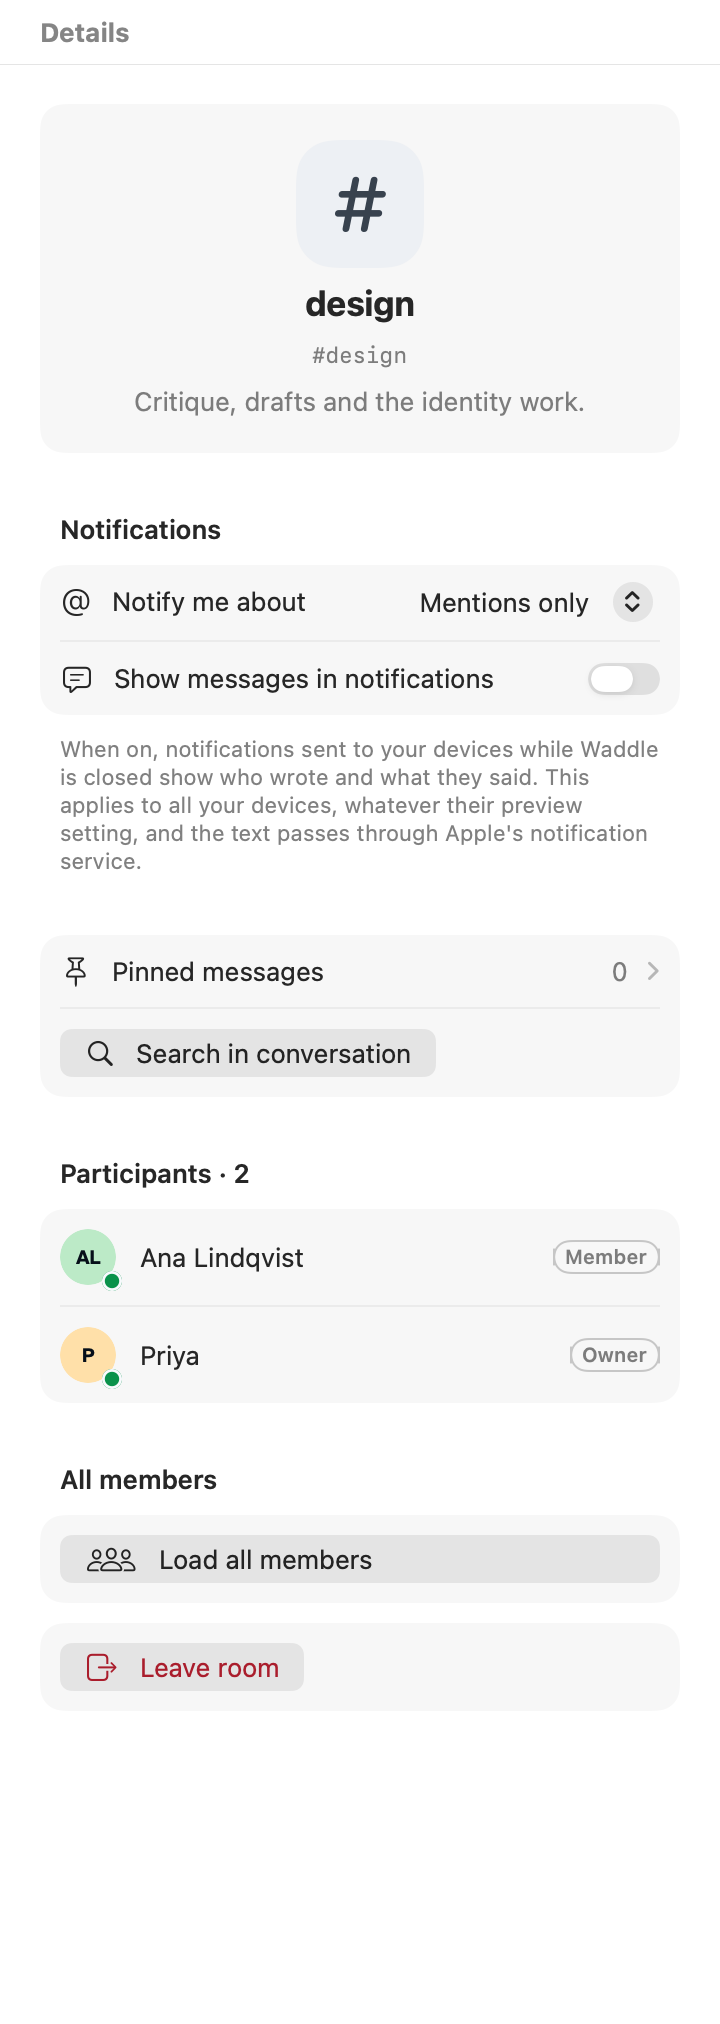 Details
#
design
#design
Critique, drafts and the identity work.
Notifications
@ Notify me about Mentions only
Show messages in notifications
When on, notifications sent to your devices while Waddle
is closed show who wrote and what they said. This
applies to all your devices, whatever their preview
setting, and the text passes through Apple's notification
service.
Pinned messages 0
Search in conversation
Participants · 2
AL Ana Lindqvist Member
P Priya Owner
All members
Load all members
Leave room